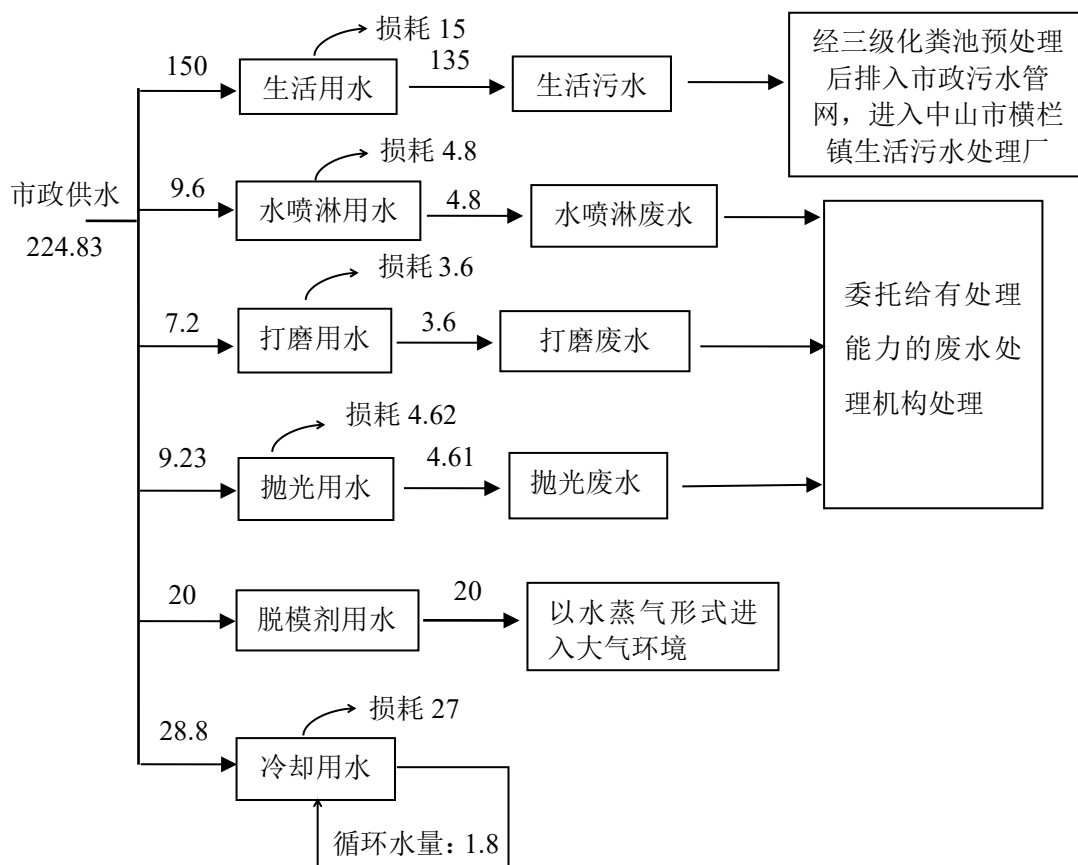 损耗 15
150
生活用水
135
生活污水
经三级化粪池预处理
后排入市政污水管
网，进入中山市横栏
镇生活污水处理厂
市政供水
224.83
损耗 4.8
9.6
水喷淋用水
4.8
水喷淋废水
损耗 3.6
7.2
打磨用水
3.6
打磨废水
委托给有处理
能力的废水处
理机构处理
损耗 4.62
9.23
抛光用水
4.61
抛光废水
20
脱模剂用水
20
以水蒸气形式进
入大气环境
损耗 27
28.8
冷却用水
循环水量：1.8